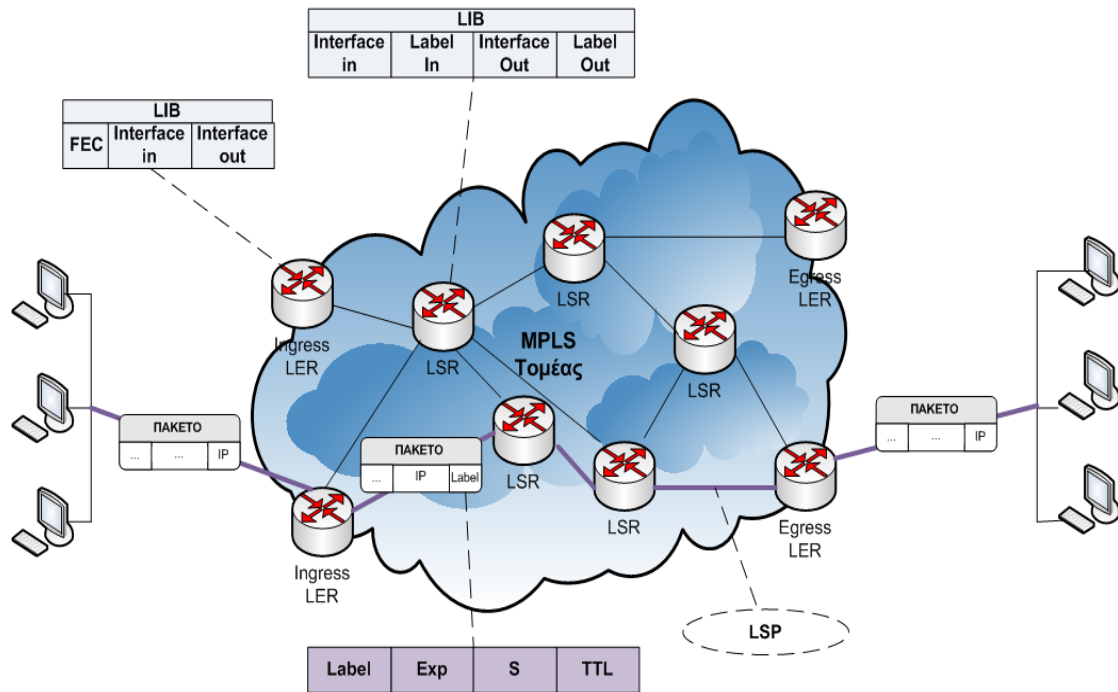 LIB
Interface in Label In Interface Out Label Out
LIB
FEC Interface in Interface out
Egress LER
LSR
Ingress LER
LSR
MPLS Τομέας
LSR
ΠΑΚΕΤΟ
... ... IP
ΠΑΚΕΤΟ
... IP Label
LSR
LSR
ΠΑΚΕΤΟ
... ... IP
Ingress LER
Egress LER
LSP
Label Exp S TTL